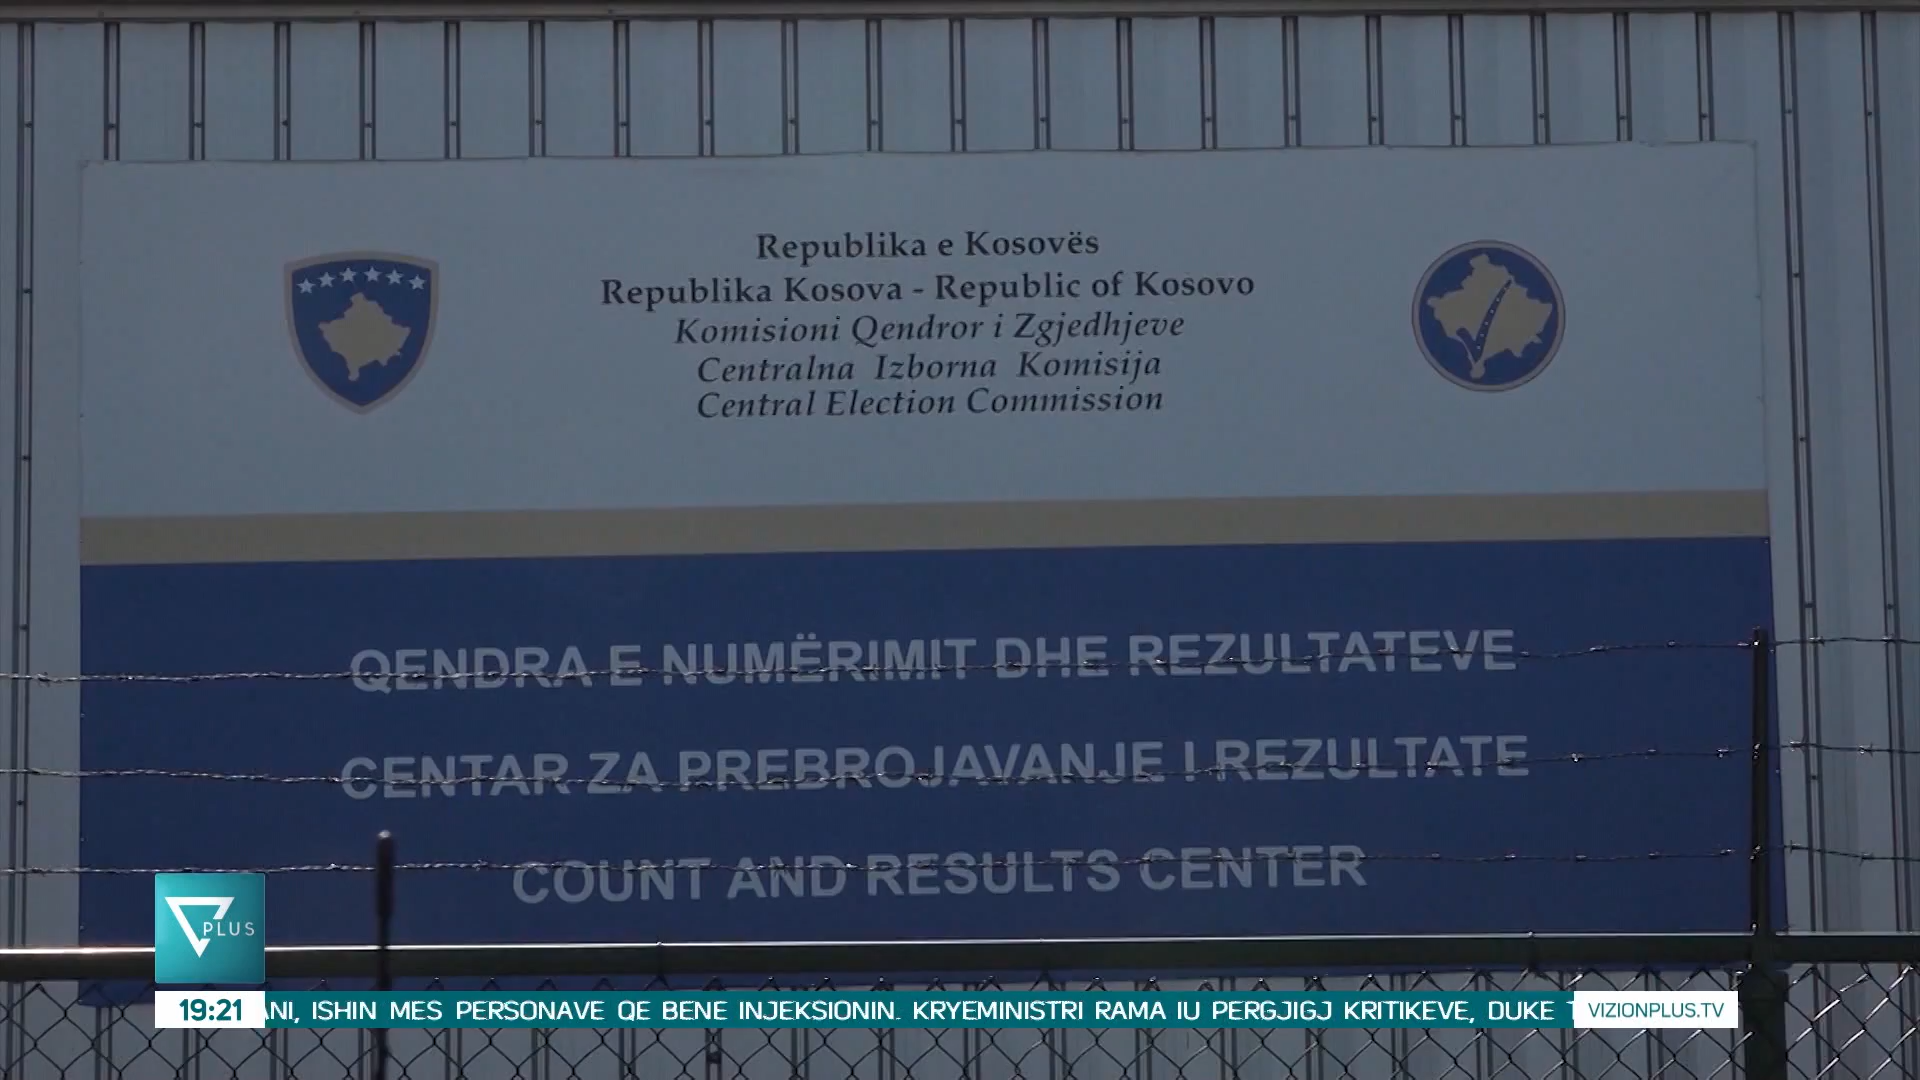 Republika e Kosovës
Republika Kosova - Republic of Kosovo
Komisioni Qendror i Zgjedhjeve
Centralna Izborna Komisija
Central Election Commission
QENDRA E NUMËRIMIT DHE REZULTATEVE
CENTAR ZA PREBROJAVANJE I REZULTATE
COUNT AND RESULTS CENTER
PLUS
19:21 ANI, ISHIN MES PERSONAVE QE BENE INJEKSIONIN. KRYEMINISTRI RAMA IU PERGJIGJ KRITIKEVE, DUKE VIZIONPLUS.TV